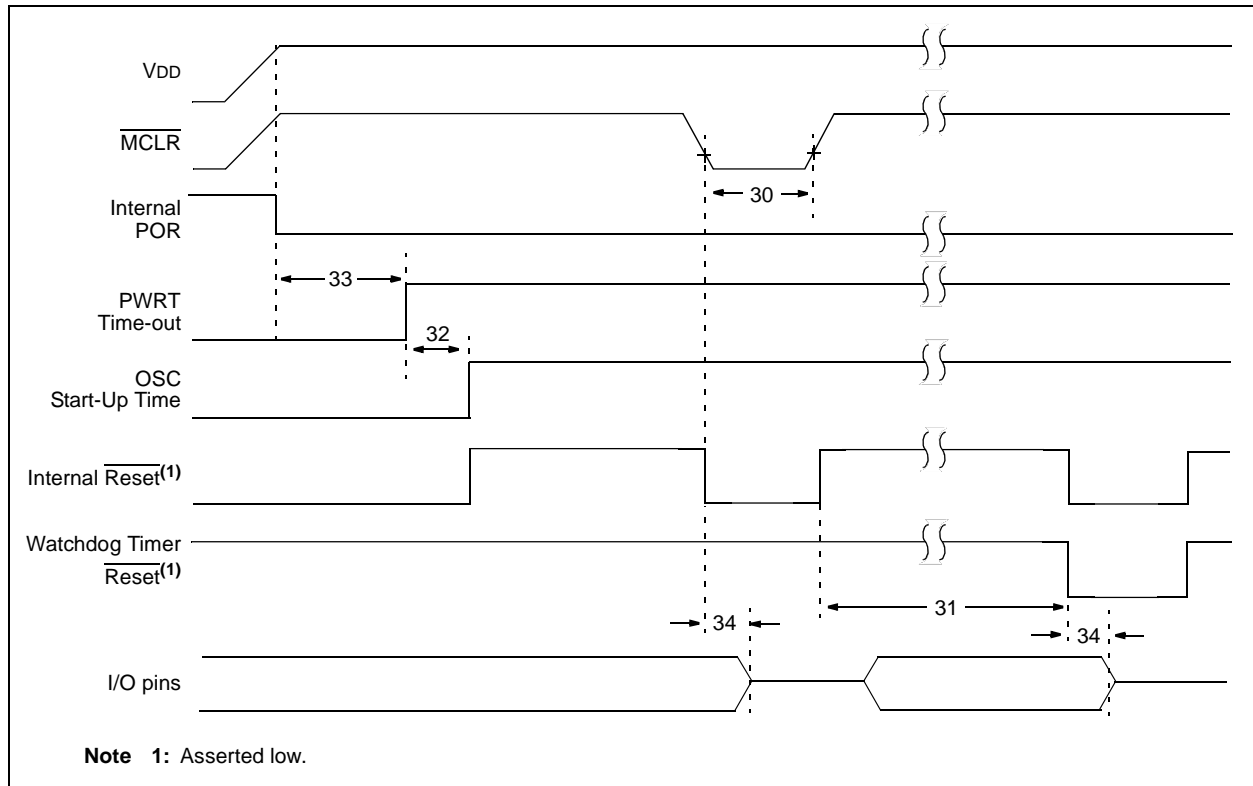 VDD
MCLR
30
Internal
POR
33
PWRT
Time-out
32
OSC
Start-Up Time
Internal Reset(1)
Watchdog Timer
Reset(1)
31
34
34
I/O pins
Note 1: Asserted low.